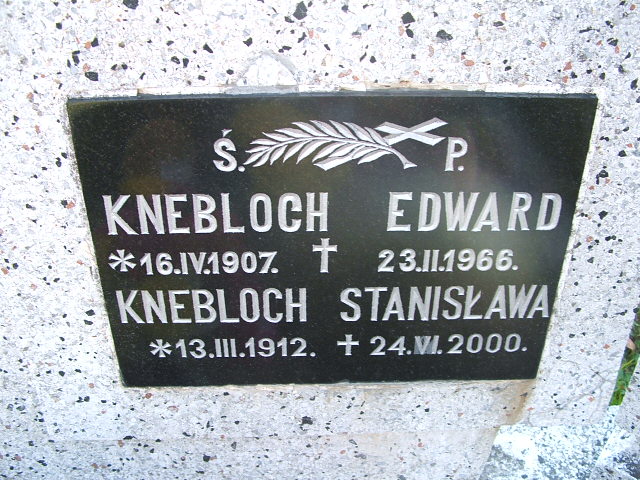 Ś. P.
KNEBLOCH EDWARD
*16.IV.1907. † 23.II.1966.
KNEBLOCH STANISŁAWA
*13.III.1912. † 24.VI.2000.